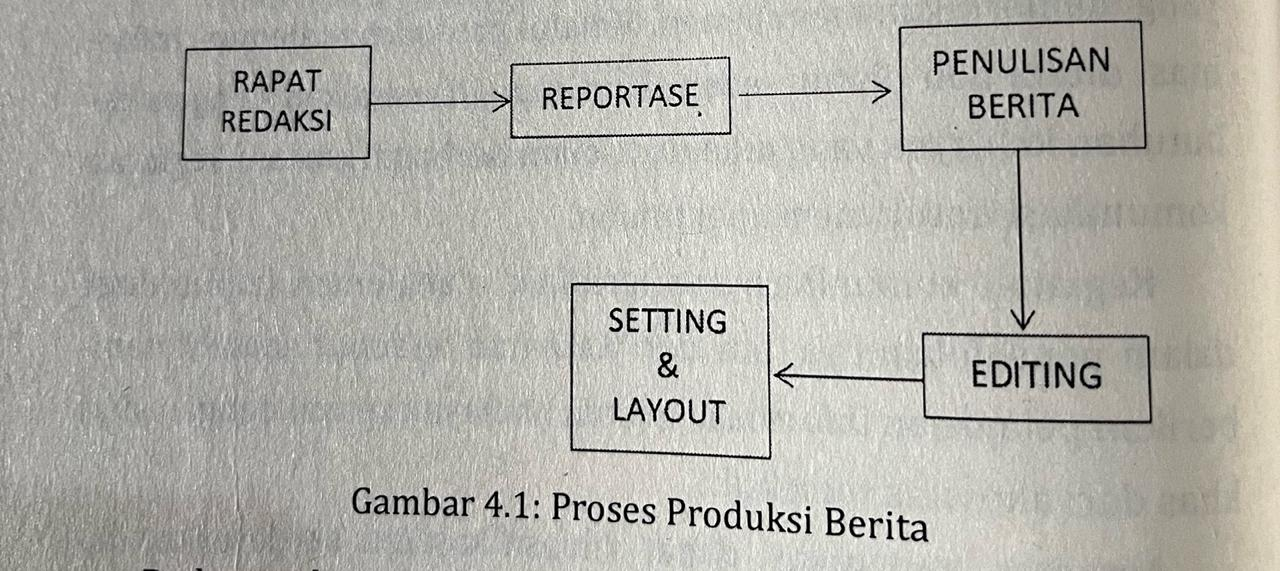 RAPAT
REDAKSI
REPORTASE
PENULISAN
BERITA
EDITING
SETTING
&
LAYOUT
Gambar 4.1: Proses Produksi Berita